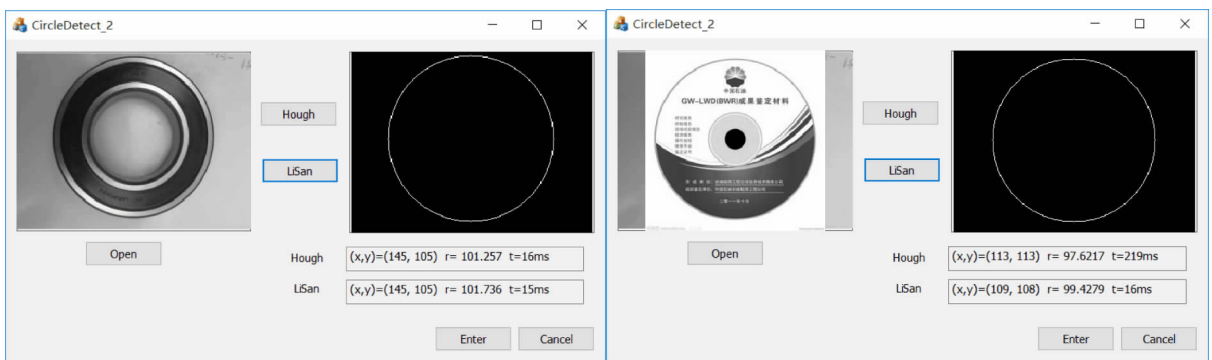 CircleDetect_2
Hough
LiSan
Open
Hough (x,y)=(145, 105) r= 101.257 t=16ms
LiSan (x,y)=(145, 105) r= 101.736 t=15ms
Enter Cancel
CircleDetect_2
中国石油
GW-LWD(BWR)成果鉴定材料
Hough
LiSan
Open
Hough (x,y)=(113, 113) r= 97.6217 t=219ms
LiSan (x,y)=(109, 108) r= 99.4279 t=16ms
Enter Cancel